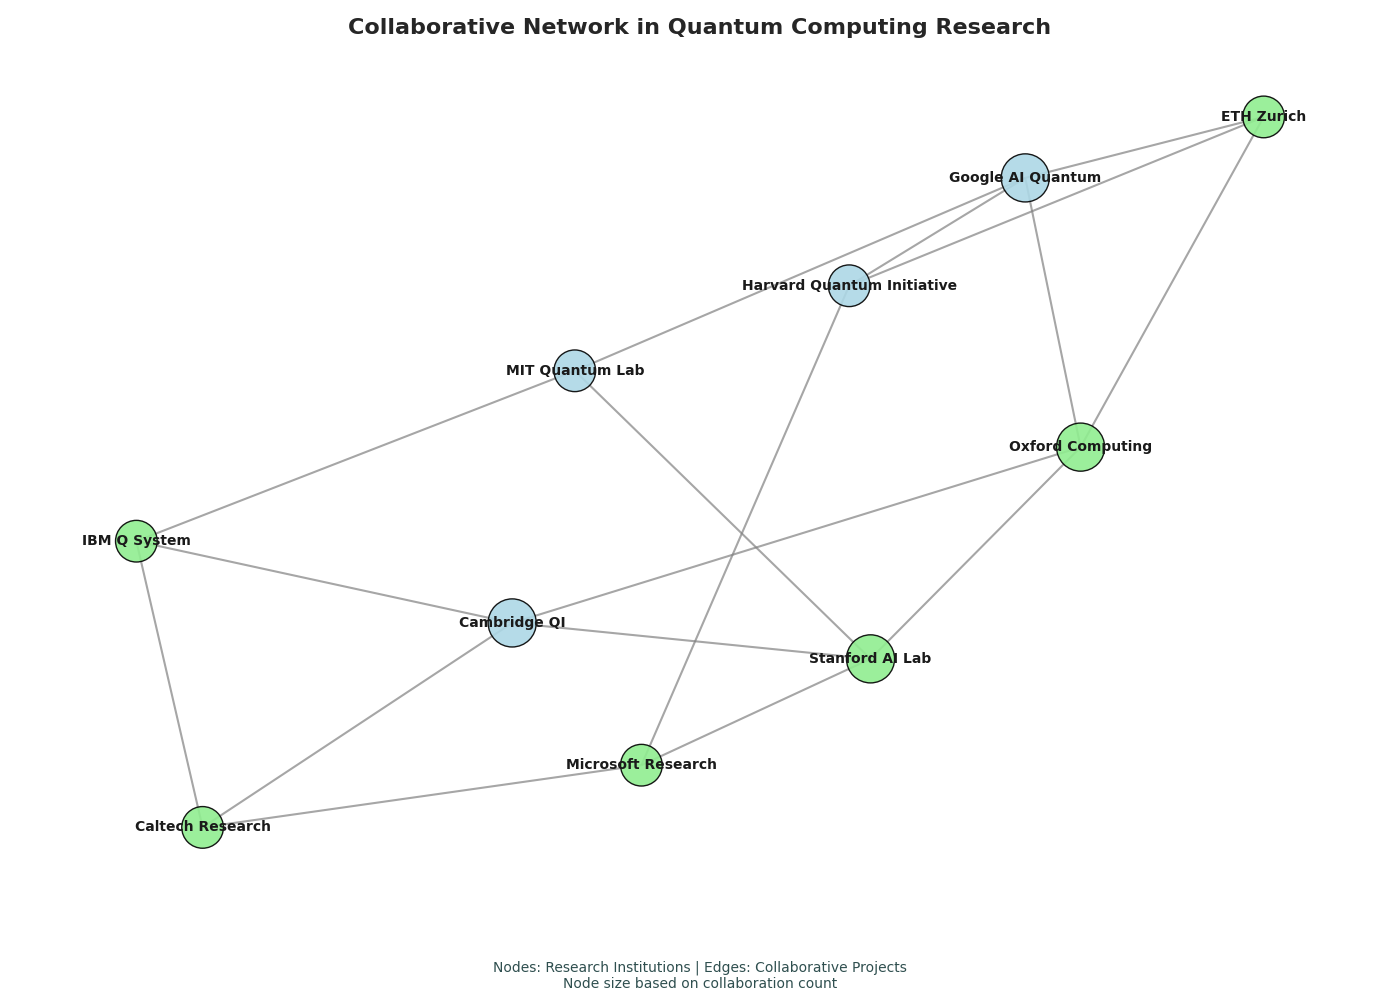 Collaborative Network in Quantum Computing Research
ETH Zurich
Google AI Quantum
Harvard Quantum Initiative
MIT Quantum Lab
Oxford Computing
IBM Q System
Cambridge QI
Stanford AI Lab
Microsoft Research
Caltech Research
Nodes: Research Institutions | Edges: Collaborative Projects
Node size based on collaboration count